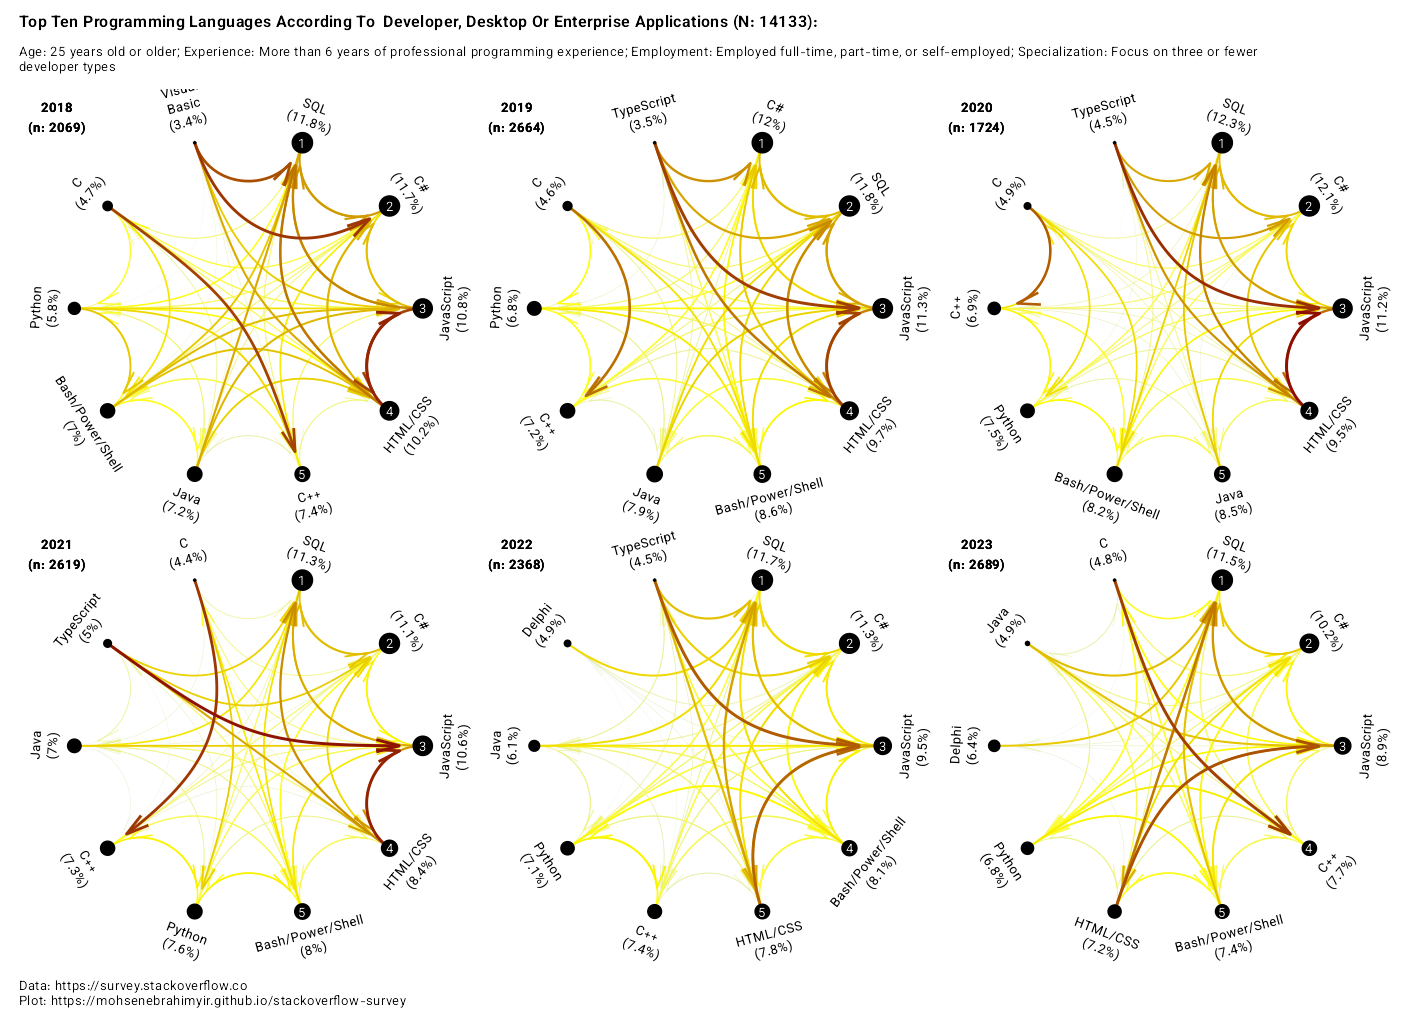 Top Ten Programming Languages According To  Developer, Desktop Or Enterprise Applications (N: 14133):
Age: 25 years old or older; Experience: More than 6 years of professional programming experience; Employment: Employed full-time, part-time, or self-employed; Specialization: Focus on three or fewer
developer types
2018
(n: 2069)
Basic
(3.4%)
SQL
(11.8%)
1
C#
(11.7%)
2
JavaScript
(10.8%)
3
HTML/CSS
(10.2%)
4
C++
(7.4%)
5
Java
(7.2%)
Bash/Power/Shell
(7%)
Python
(5.8%)
C
(4.7%)
2019
(n: 2664)
TypeScript
(3.5%)
C#
(12%)
1
SQL
(11.8%)
2
JavaScript
(11.3%)
3
HTML/CSS
(9.7%)
4
Bash/Power/Shell
(8.6%)
5
Java
(7.9%)
C++
(7.2%)
Python
(6.8%)
C
(4.6%)
2020
(n: 1724)
TypeScript
(4.5%)
SQL
(12.3%)
1
C#
(12.1%)
2
JavaScript
(11.2%)
3
HTML/CSS
(9.5%)
4
Java
(8.5%)
5
Bash/Power/Shell
(8.2%)
Python
(7.5%)
C++
(6.9%)
C
(4.9%)
2021
(n: 2619)
C
(4.4%)
SQL
(11.3%)
1
C#
(11.1%)
2
JavaScript
(10.6%)
3
HTML/CSS
(8.4%)
4
Bash/Power/Shell
(8%)
5
Python
(7.6%)
C++
(7.3%)
Java
(7%)
TypeScript
(5%)
2022
(n: 2368)
TypeScript
(4.5%)
SQL
(11.7%)
1
C#
(11.3%)
2
JavaScript
(9.5%)
3
Bash/Power/Shell
(8.1%)
4
HTML/CSS
(7.8%)
5
C++
(7.4%)
Python
(7.1%)
Java
(6.1%)
Delphi
(4.9%)
2023
(n: 2689)
C
(4.8%)
SQL
(11.5%)
1
C#
(10.2%)
2
JavaScript
(8.9%)
3
C++
(7.7%)
4
Bash/Power/Shell
(7.4%)
5
HTML/CSS
(7.2%)
Python
(6.8%)
Delphi
(6.4%)
Java
(4.9%)
Data: https://survey.stackoverflow.co
Plot: https://mohsenebrahimyir.github.io/stackoverflow-survey